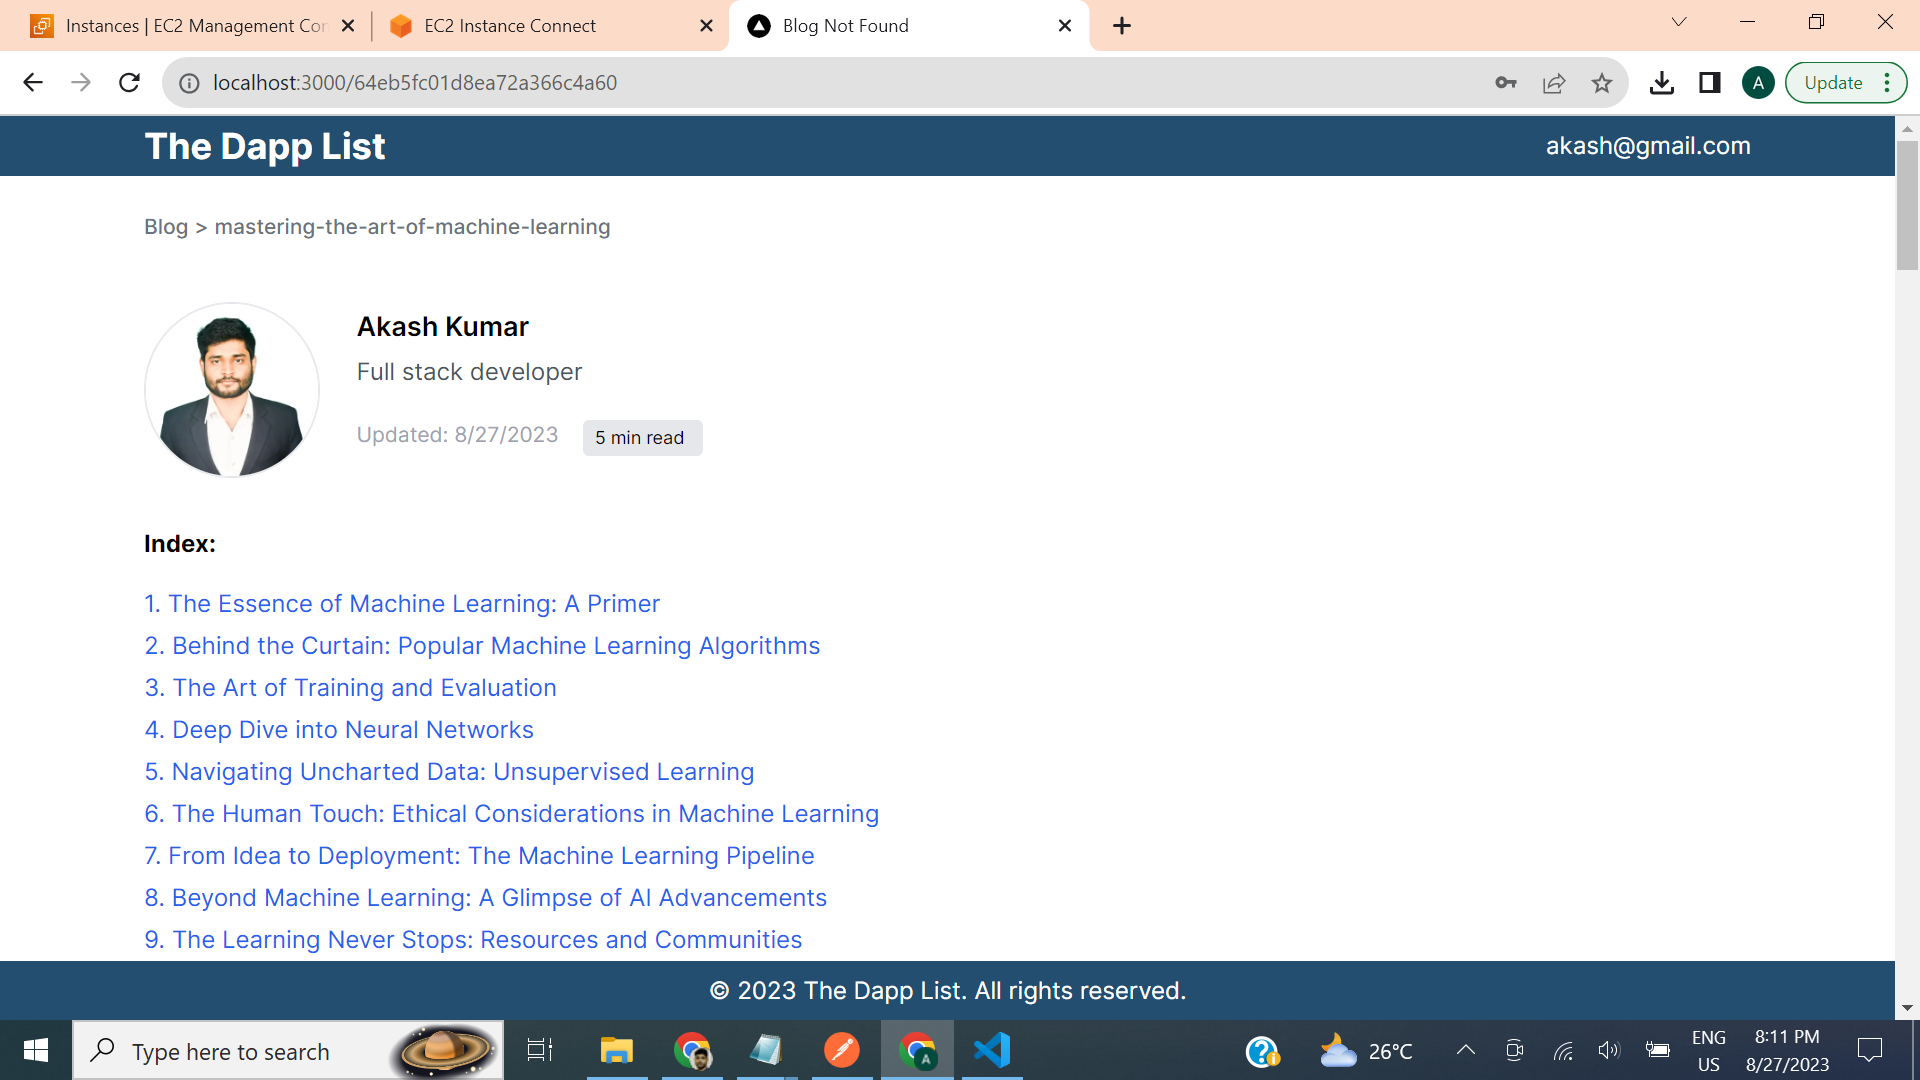 Instances | EC2 Management Con
EC2 Instance Connect
Blog Not Found
localhost:3000/64eb5fc01d8ea72a366c4a60
A
Update
The Dapp List
akash@gmail.com
Blog > mastering-the-art-of-machine-learning
Akash Kumar
Full stack developer
Updated: 8/27/2023
5 min read
Index:
1. The Essence of Machine Learning: A Primer
2. Behind the Curtain: Popular Machine Learning Algorithms
3. The Art of Training and Evaluation
4. Deep Dive into Neural Networks
5. Navigating Uncharted Data: Unsupervised Learning
6. The Human Touch: Ethical Considerations in Machine Learning
7. From Idea to Deployment: The Machine Learning Pipeline
8. Beyond Machine Learning: A Glimpse of AI Advancements
9. The Learning Never Stops: Resources and Communities
© 2023 The Dapp List. All rights reserved.
Type here to search
A
26°C
ENG
US
8:11 PM
8/27/2023